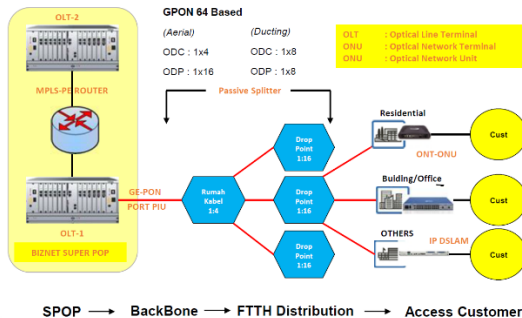 OLT-2
MPLS-PE ROUTER
OLT-1
BIZNET SUPER POP
GPON 64 Based
(Aerial) (Ducting)
ODC : 1x4 ODC : 1x8
ODP : 1x16 ODP : 1x8
OLT : Optical Line Terminal
ONU : Optical Network Terminal
ONU : Optical Network Unit
Passive Splitter
GE-PON
PORT PIU
Rumah
Kabel
1:4
Drop
Point
1:16
Drop
Point
1:16
Drop
Point
1:16
Residential
ONT-ONU
Buiding/Office
OTHERS
IP DSLAM
Cust
Cust
Cust
SPOP BackBone FTTH Distribution Access Customer